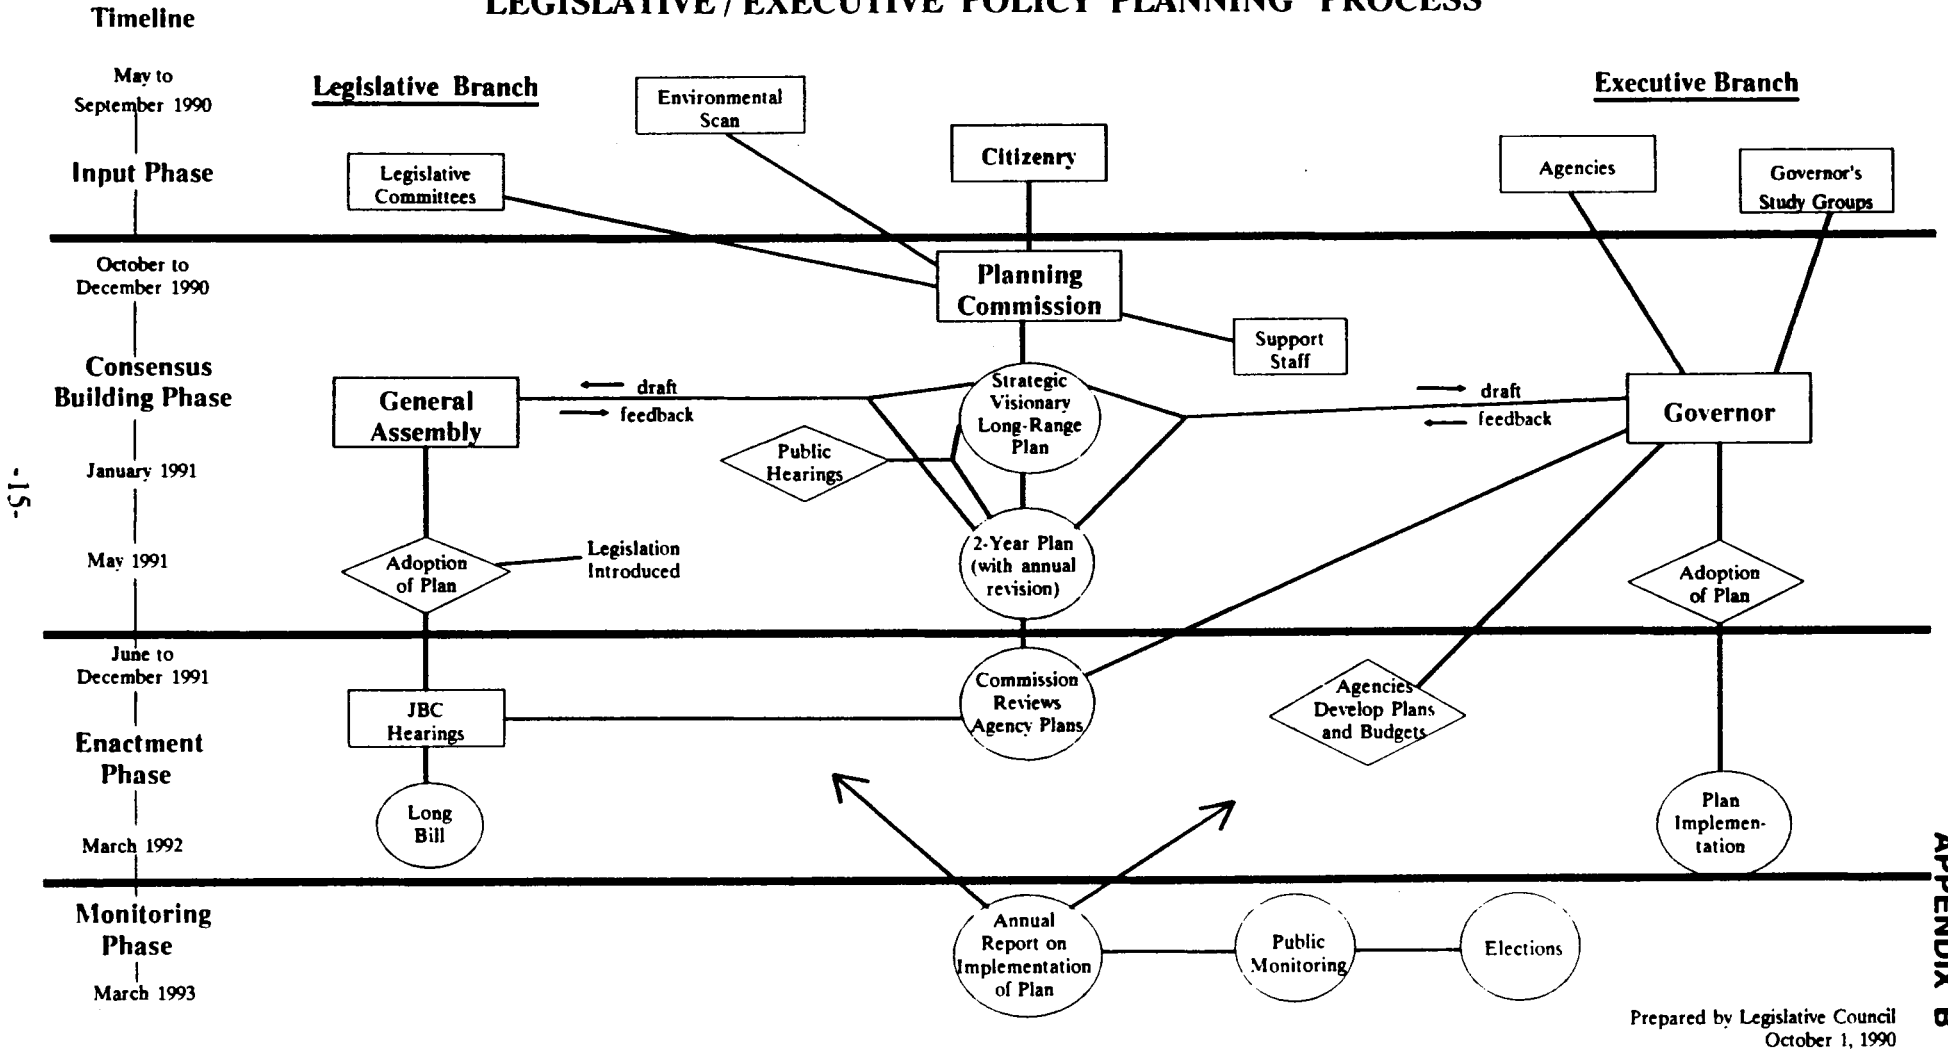 LEGISLATIVE / EXECUTIVE POLICY PLANNING PROCESS
Timeline
May to
September 1990
Input Phase
Legislative Branch
Executive Branch
Environmental
Scan
Citizenry
Legislative
Committees
Agencies
Governor's
Study Groups
October to
December 1990
Planning
Commission
Support
Staff
Consensus
Building Phase
General
Assembly
draft
feedback
Strategic
Visionary
Long-Range
Plan
draft
feedback
Governor
Public
Hearings
January 1991
May 1991
Adoption
of Plan
Legislation
Introduced
2-Year Plan
(with annual
revision)
Adoption
of Plan
June to
December 1991
JBC
Hearings
Commission
Reviews
Agency Plans
Agencies
Develop Plans
and Budgets
Enactment
Phase
Long
Bill
Plan
Implemen-
tation
March 1992
Monitoring
Phase
Annual
Report on
Implementation
of Plan
Public
Monitoring
Elections
March 1993
Prepared by Legislative Council
October 1, 1990
-15-
APPENDIX B